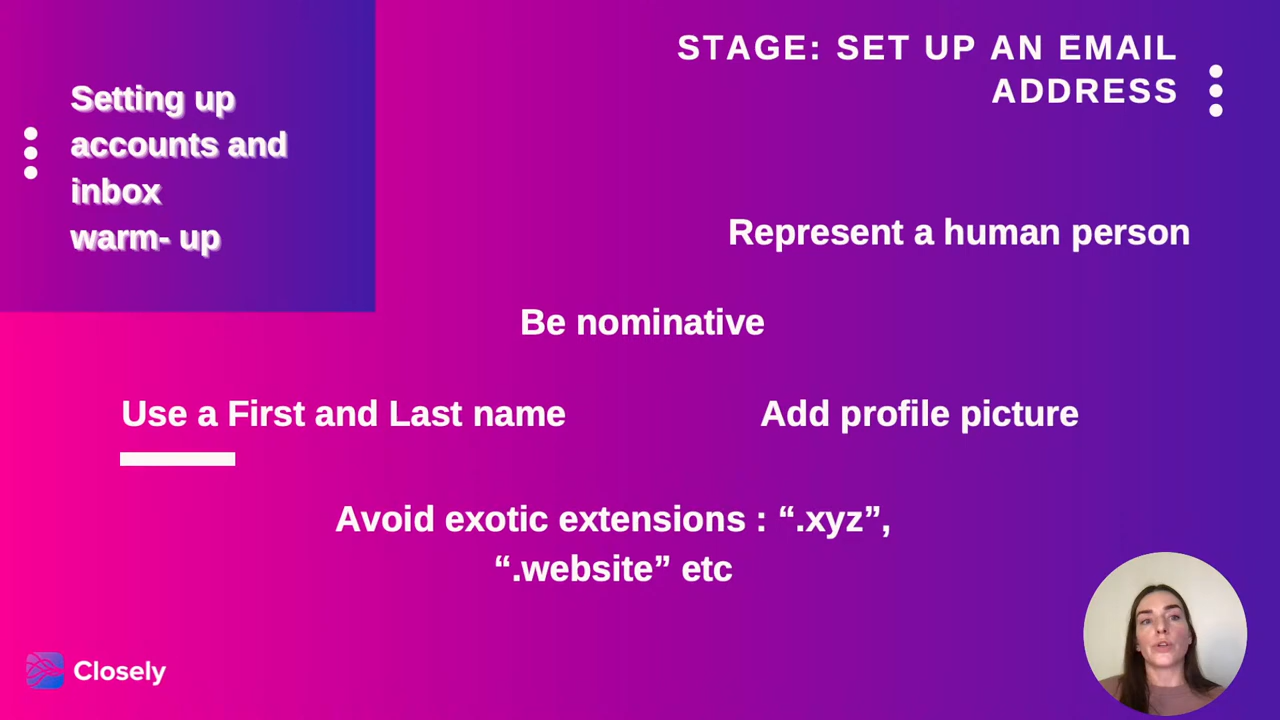 Setting up
accounts and
inbox
warm- up
STAGE: SET UP AN EMAIL
ADDRESS
Represent a human person
Be nominative
Use a First and Last name
Add profile picture
Avoid exotic extensions : “.xyz”,
“.website” etc
Closely